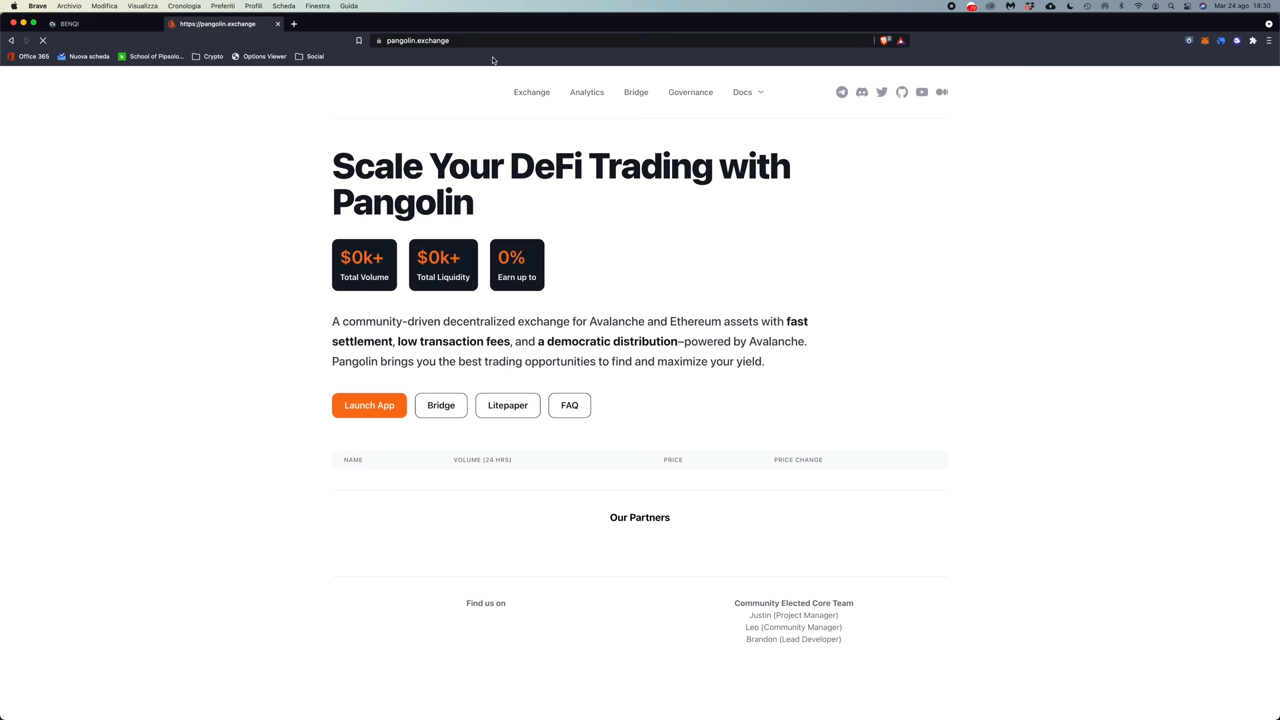 Brave Archivio Modifica Visualizza Cronologia Preferiti Profili Scheda Finestra Guida
Mar 24 ago 18:30
BENQI
https://pangolin.exchange
pangolin.exchange
Office 365 Nuova scheda School of Pipsolo... Crypto Options Viewer Social
Exchange Analytics Bridge Governance Docs
Scale Your DeFi Trading with
Pangolin
$0k+ $0k+ 0%
Total Volume Total Liquidity Earn up to
A community-driven decentralized exchange for Avalanche and Ethereum assets with fast
settlement, low transaction fees, and a democratic distribution–powered by Avalanche.
Pangolin brings you the best trading opportunities to find and maximize your yield.
Launch App Bridge Litepaper FAQ
NAME VOLUME (24 HRS) PRICE PRICE CHANGE
Our Partners
Find us on
Community Elected Core Team
Justin (Project Manager)
Leo (Community Manager)
Brandon (Lead Developer)